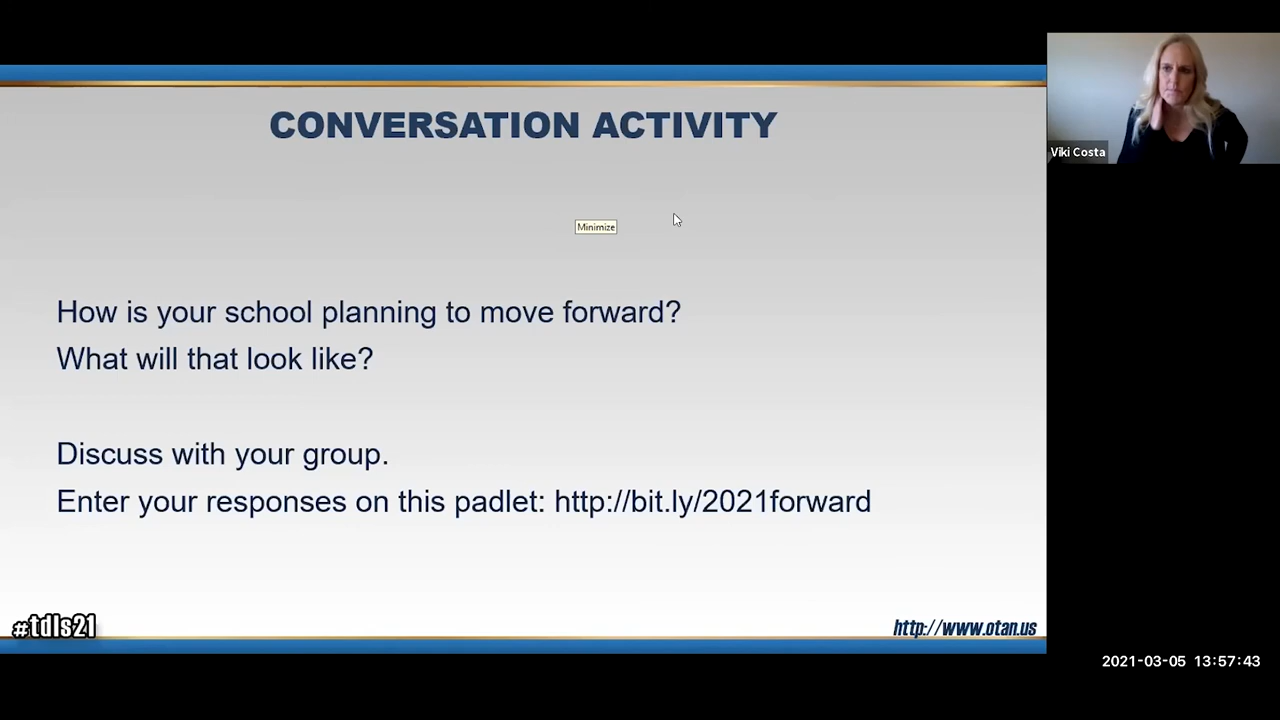 CONVERSATION ACTIVITY
Viki Costa
Minimize
How is your school planning to move forward?
What will that look like?
Discuss with your group.
Enter your responses on this padlet: http://bit.ly/2021forward
#tdls21
http://www.otan.us
2021-03-05 13:57:43